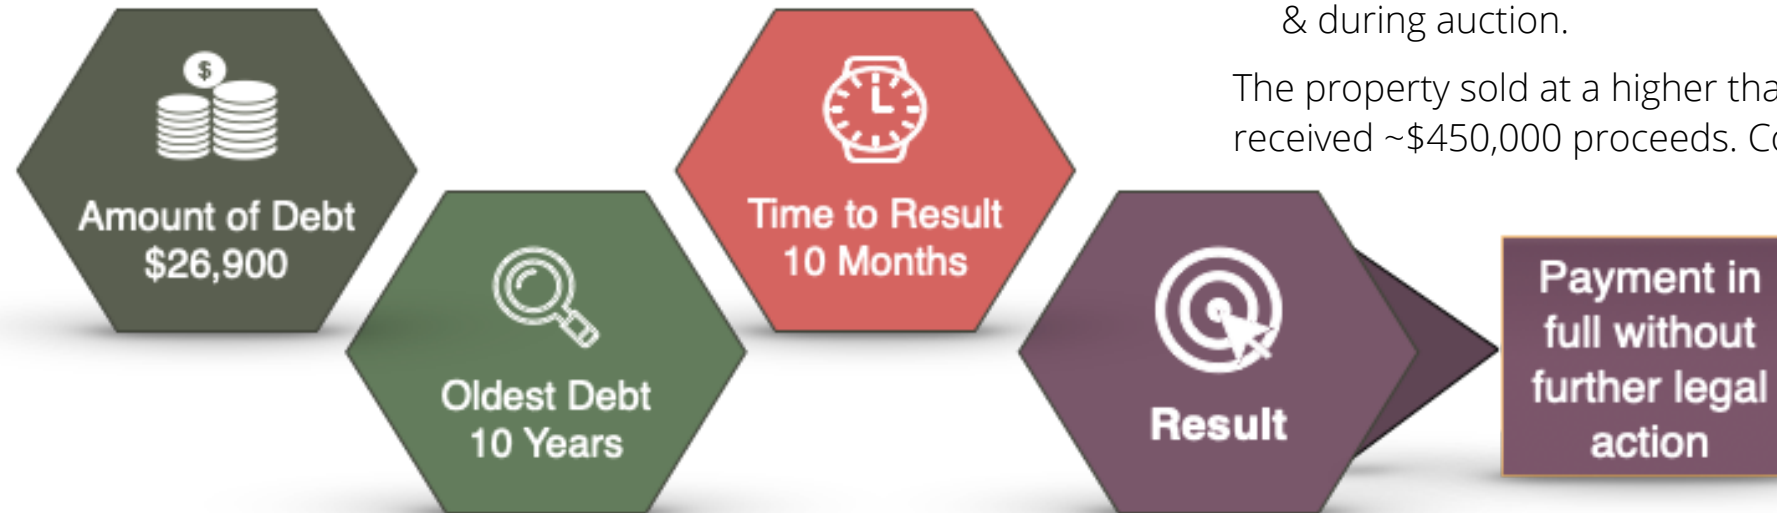 & during auction.
The property sold at a higher tha
received ~$450,000 proceeds. Co
$
Amount of Debt
$26,900
Oldest Debt
10 Years
Time to Result
10 Months
Result
Payment in
full without
further legal
action